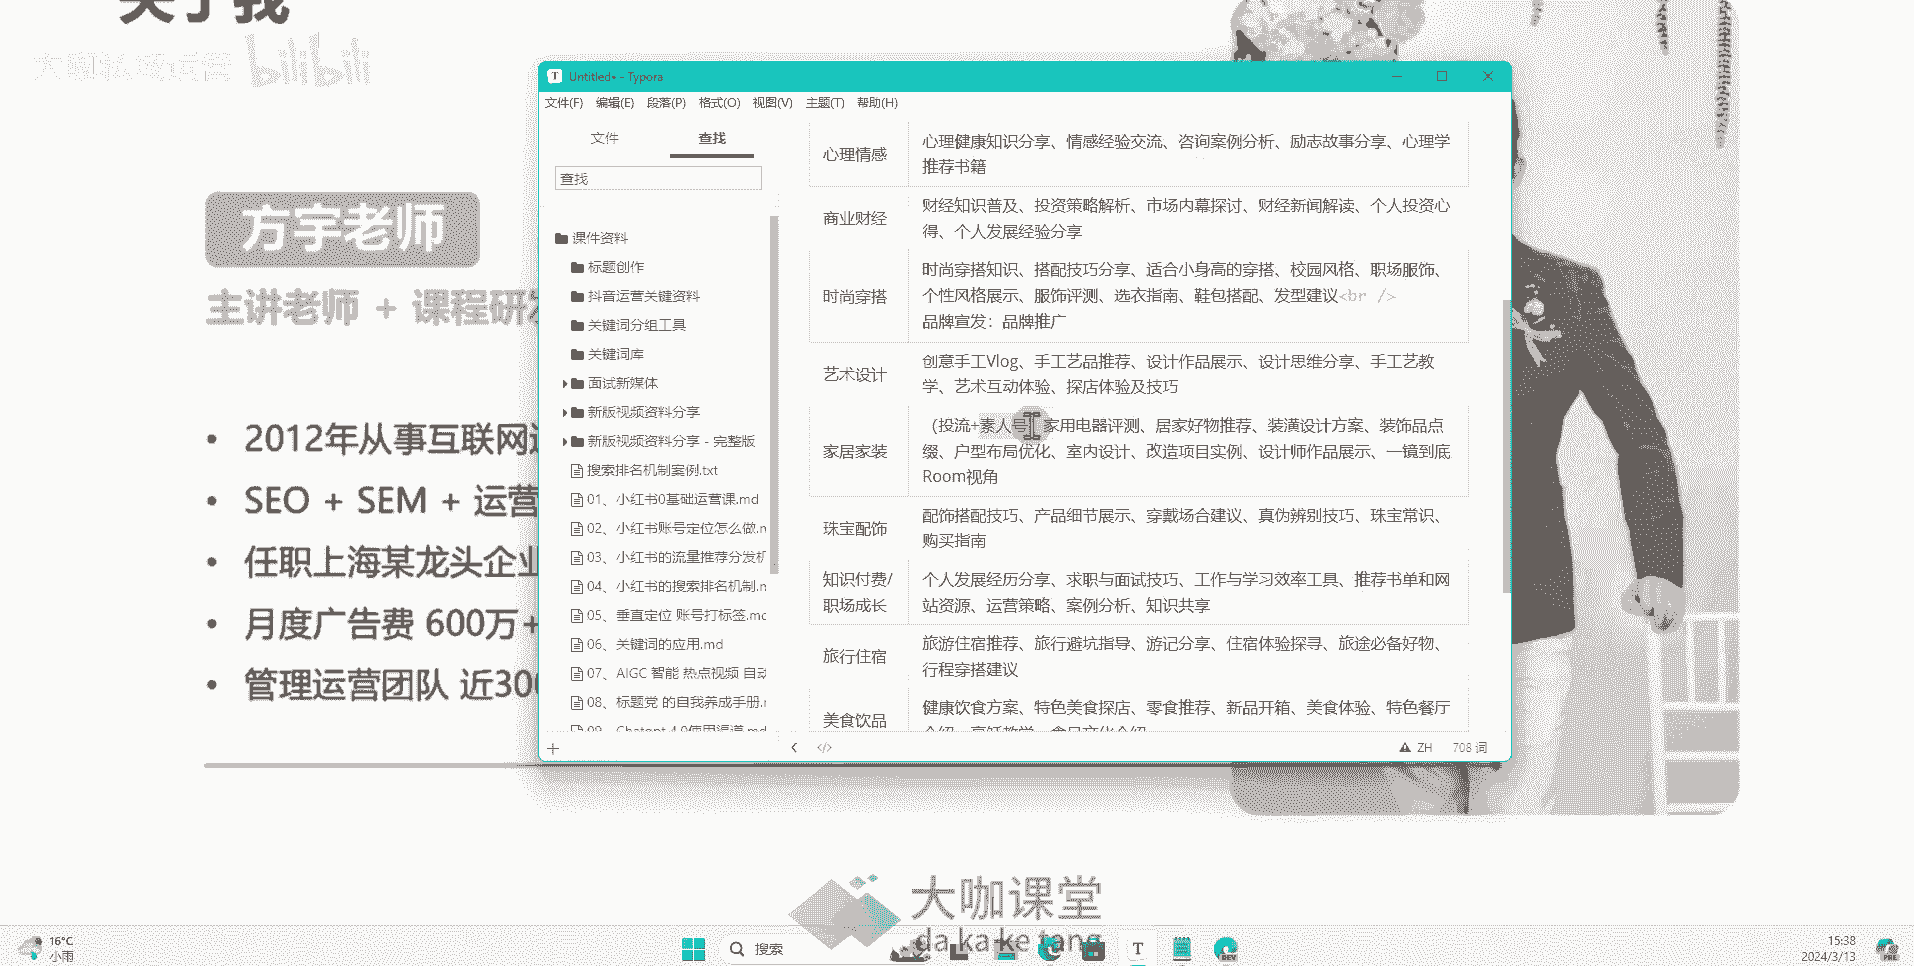 关于我
大咖私域运营 bilibili
方宇老师
主讲老师 + 课程研发
• 2012年从事互联网
• SEO + SEM + 运营
• 任职上海某龙头企业
• 月度广告费 600万+
• 管理运营团队 近300
Untitled• - Typora
文件(F) 编辑(E) 段落(P) 格式(O) 视图(V) 主题(T) 帮助(H)
文件 查找
查找
课件资料
标题创作
抖音运营关键资料
关键词分组工具
关键词库
面试新媒体
新版视频资料分享
新版视频资料分享 - 完整版
搜索排名机制案例.txt
01、小红书0基础运营课.md
02、小红书账号定位怎么做.m
03、小红书的流量推荐分发机
04、小红书的搜索排名机制.m
05、垂直定位 账号打标签.mc
06、关键词的应用.md
07、AIGC 智能 热点视频 自动
08、标题党 的自我养成手册.r
09、Chatgpt 4.0使用渠道.md
心理情感
心理健康知识分享、情感经验交流、咨询案例分析、励志故事分享、心理学
推荐书籍
商业财经
财经知识普及、投资策略解析、市场内幕探讨、财经新闻解读、个人投资心
得、个人发展经验分享
时尚穿搭
时尚穿搭知识、搭配技巧分享、适合小身高的穿搭、校园风格、职场服饰、
个性风格展示、服饰评测、选衣指南、鞋包搭配、发型建议<br />
品牌宣发：品牌推广
艺术设计
创意手工Vlog、手工艺品推荐、设计作品展示、设计思维分享、手工艺教
学、艺术互动体验、探店体验及技巧
家居家装
（投流+素人号）家用电器评测、居家好物推荐、装潢设计方案、装饰品点
缀、户型布局优化、室内设计、改造项目实例、设计师作品展示、一镜到底
Room视角
珠宝配饰
配饰搭配技巧、产品细节展示、穿戴场合建议、真伪辨别技巧、珠宝常识、
购买指南
知识付费/
职场成长
个人发展经历分享、求职与面试技巧、工作与学习效率工具、推荐书单和网
站资源、运营策略、案例分析、知识共享
旅行住宿
旅游住宿推荐、旅行避坑指导、游记分享、住宿体验探寻、旅途必备好物、
行程穿搭建议
美食饮品
健康饮食方案、特色美食探店、零食推荐、新品开箱、美食体验、特色餐厅
介绍、烹饪教学、食品文化介绍
ZH 708 词
大咖课堂
da ka ke tang
16°C
小雨
搜索
15:38
2024/3/13